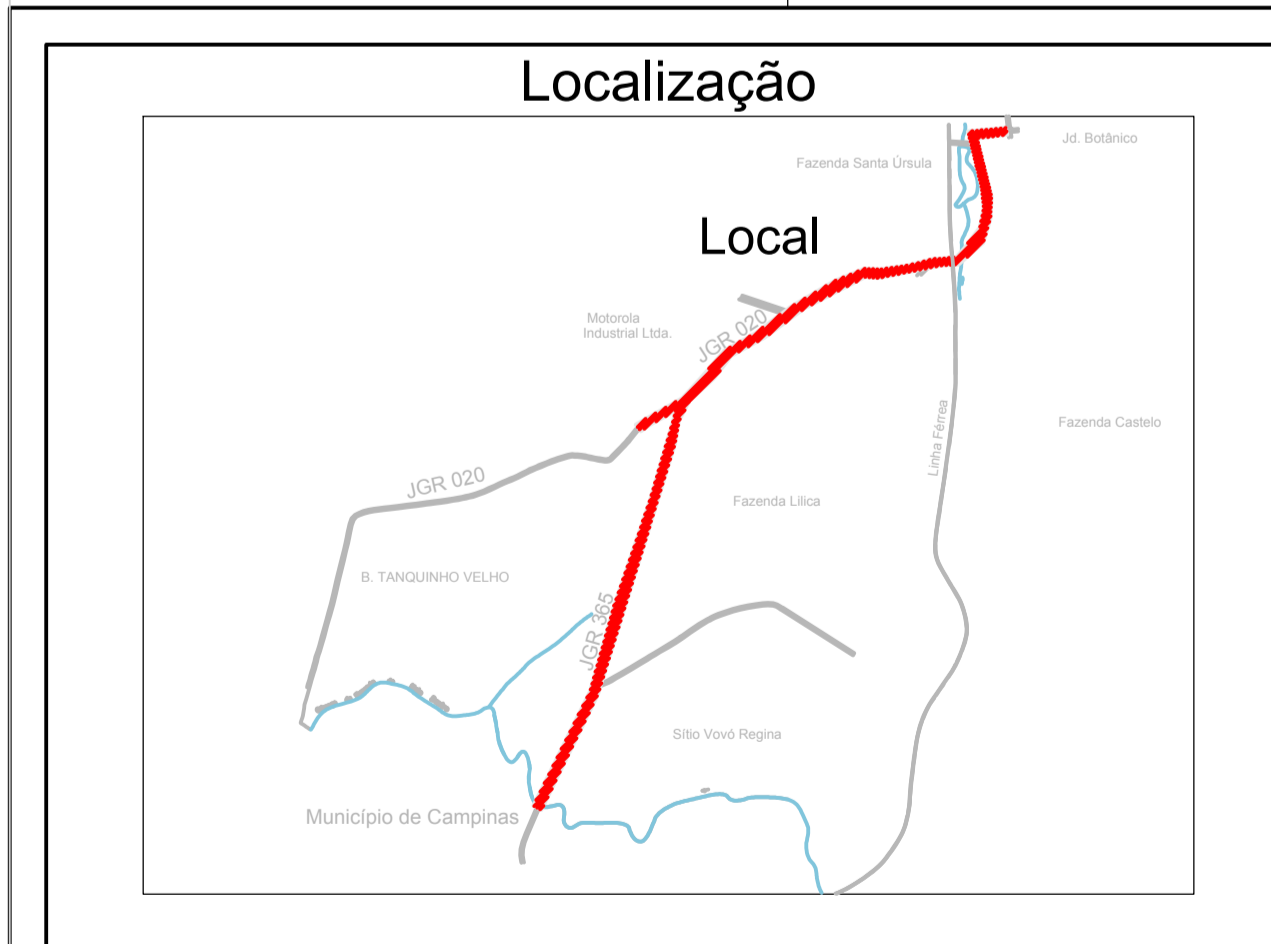 Localização
Jd. Botânico
Fazenda Santa Úrsula
Local
Motorola
Industrial Ltda.
JGR 020
Linha Férrea
Fazenda Castelo
JGR 020
Fazenda Lilica
B. TANQUINHO VELHO
JGR 365
Sítio Vovó Regina
Município de Campinas